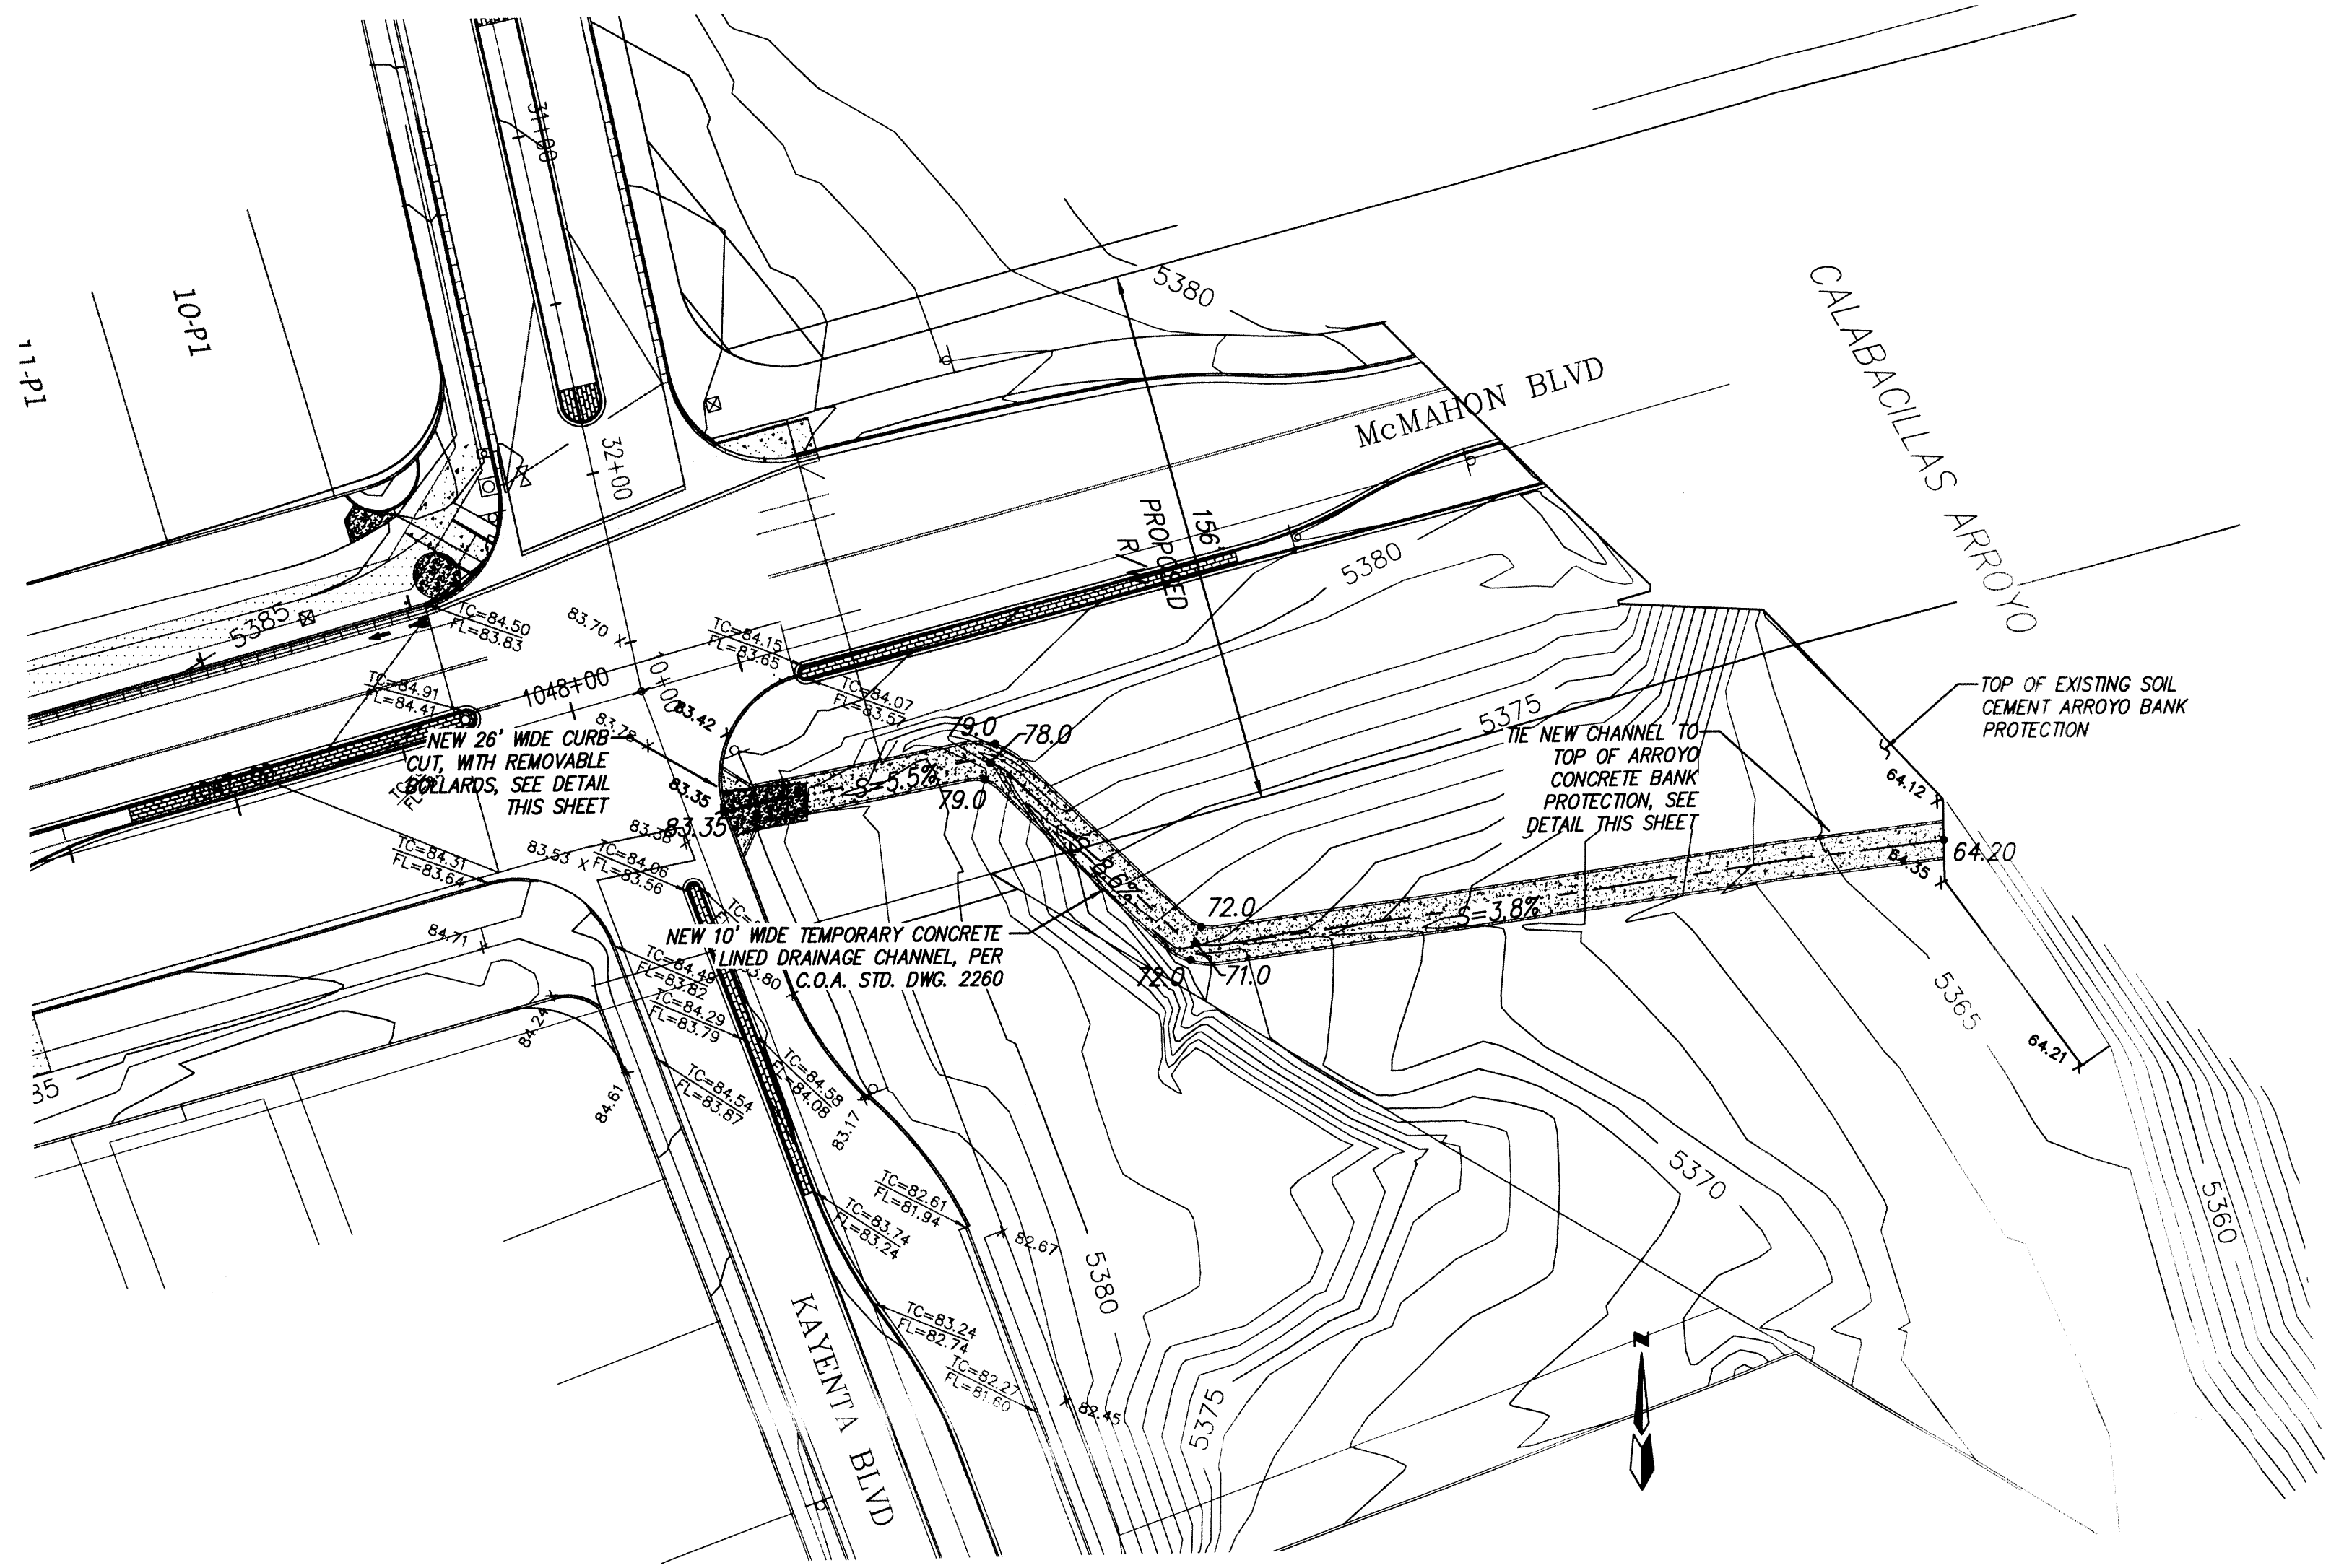 31+00
5380
CALABACILLAS ARROYO
10-P1
11-P1
McMAHON BLVD
32+00
156'
PROPOSED
R/W
5380
5385
TC=84.50
FL=83.83
83.70
TC=84.15
FL=83.65
10+00
1048+00
TC=84.91
FL=84.41
TC=84.07
FL=83.57
83.42
83.78
79.0
78.0
5375
TOP OF EXISTING SOIL
CEMENT ARROYO BANK
PROTECTION
NEW 26' WIDE CURB
CUT, WITH REMOVABLE
BOLLARDS, SEE DETAIL
THIS SHEET
TIE NEW CHANNEL TO
TOP OF ARROYO
CONCRETE BANK
PROTECTION, SEE
DETAIL THIS SHEET
64.12
S=5.5%
79.0
83.35
83.35
83.38
83.53
TC=84.06
FL=83.56
TC=84.31
FL=83.64
64.20
64.35
72.0
S=3.8%
84.71
NEW 10' WIDE TEMPORARY CONCRETE
LINED DRAINAGE CHANNEL, PER
C.O.A. STD. DWG. 2260
72.0
71.0
TC=84.49
FL=83.82
83.80
TC=84.29
FL=83.79
5365
64.21
84.24
84.61
TC=84.58
FL=84.08
TC=84.54
FL=83.87
83.17
5370
5360
TC=82.61
FL=81.94
TC=83.74
FL=83.24
82.67
5380
TC=83.24
FL=82.74
TC=82.27
FL=81.60
82.45
KAYENTA BLVD
5375
N